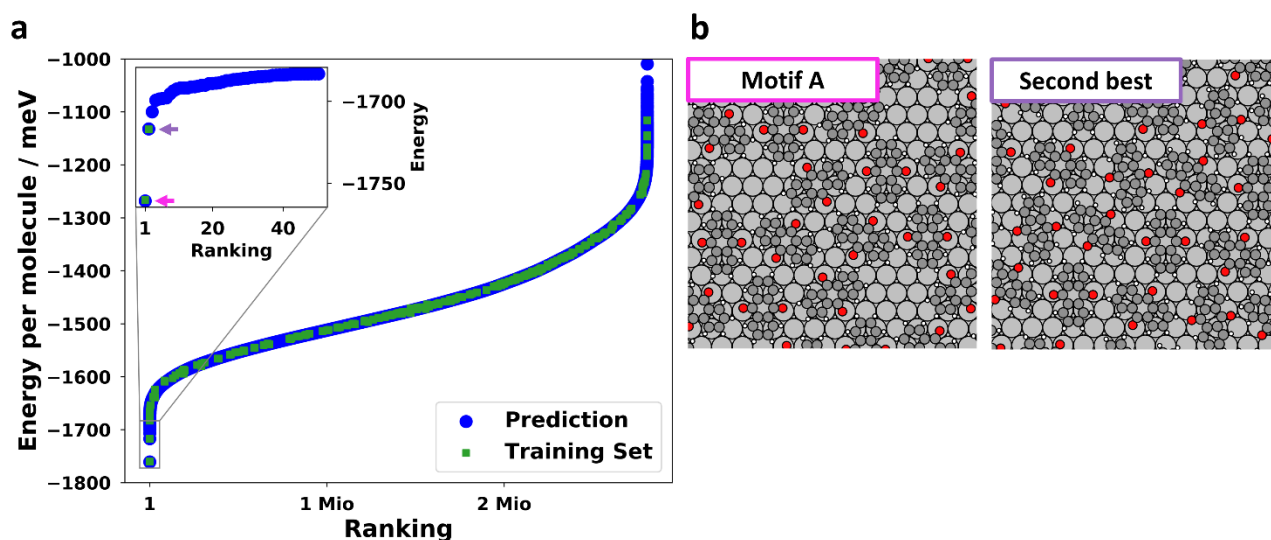 a
b
−1000
−1100
−1200
−1300
−1400
−1500
−1600
−1700
−1800
Energy per molecule / meV
1
1 Mio
2 Mio
Ranking
−1700
−1750
Energy
1
20
40
Ranking
Prediction
Training Set
Motif A
Second best